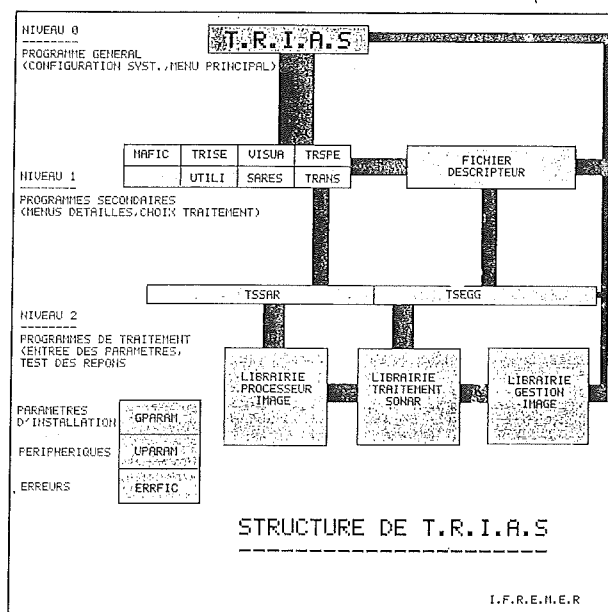 NIVEAU 0
T.R.I.A.S
PROGRAMME GENERAL
(CONFIGURATION SYST.,MENU PRINCIPAL)
MAFIC TRISE VISUA TRSPE
UTILI SARES TRANS
FICHIER
DESCRIPTEUR
NIVEAU 1
PROGRAMMES SECONDAIRES
(MENUS DETAILLES,CHOIX TRAITEMENT)
TSSAR TSEGG
NIVEAU 2
PROGRAMMES DE TRAITEMENT
(ENTREE DES PARAMETRES,
TEST DES REPONS
LIBRAIRIE
PROCESSEUR
IMAGE
LIBRAIRIE
TRAITEMENT
SONAR
LIBRAIRIE
GESTION
IMAGE
PARAMETRES
D'INSTALLATION
GPARAM
PERIPHERIQUES
UPARAM
ERREURS
ERRFIC
STRUCTURE DE T.R.I.A.S
I.F.R.E.M.E.R